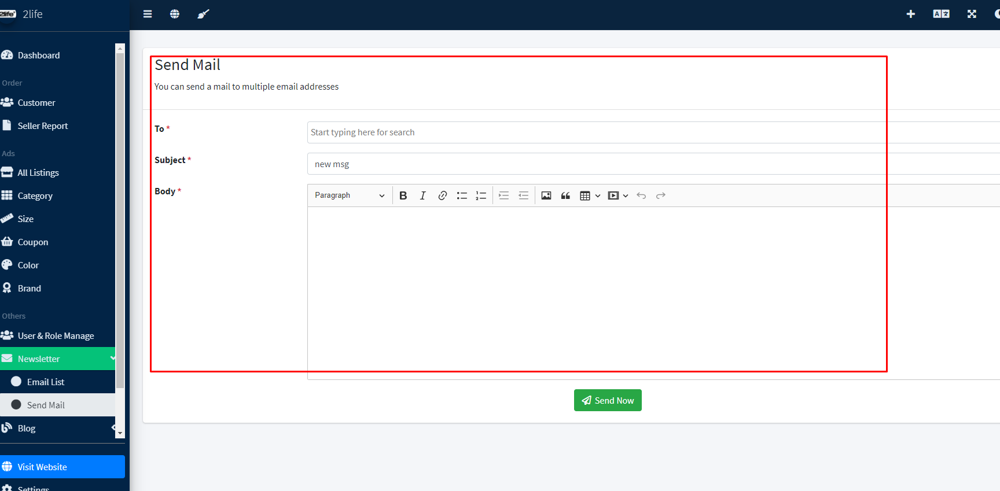 2life 2life
Dashboard
Order
Customer
Seller Report
Ads
All Listings
Category
Size
Coupon
Color
Brand
Others
User & Role Manage
Newsletter
Email List
Send Mail
Blog
Visit Website
Settings
A
Send Mail
You can send a mail to multiple email addresses
To *
Start typing here for search
Subject *
new msg
Body *
Paragraph
Send Now